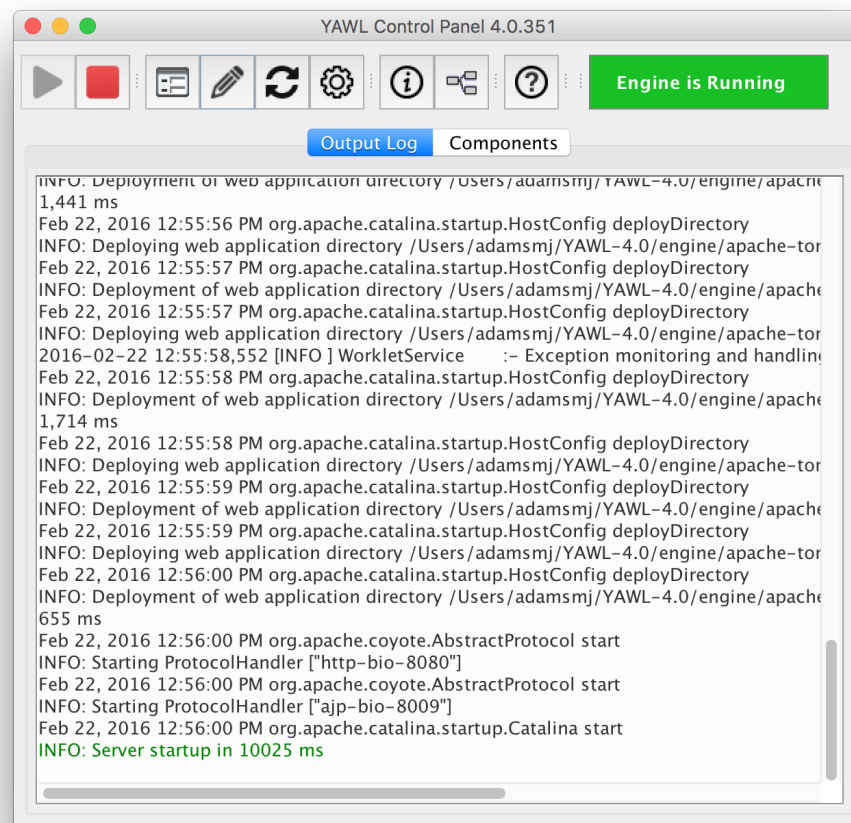 YAWL Control Panel 4.0.351
Engine is Running
Output Log Components
INFO: Deployment of web application directory /Users/adamsmj/YAWL-4.0/engine/apache
1,441 ms
Feb 22, 2016 12:55:56 PM org.apache.catalina.startup.HostConfig deployDirectory
INFO: Deploying web application directory /Users/adamsmj/YAWL-4.0/engine/apache-tor
Feb 22, 2016 12:55:57 PM org.apache.catalina.startup.HostConfig deployDirectory
INFO: Deployment of web application directory /Users/adamsmj/YAWL-4.0/engine/apache
Feb 22, 2016 12:55:57 PM org.apache.catalina.startup.HostConfig deployDirectory
INFO: Deploying web application directory /Users/adamsmj/YAWL-4.0/engine/apache-tor
2016-02-22 12:55:58,552 [INFO ] WorkletService :- Exception monitoring and handling
Feb 22, 2016 12:55:58 PM org.apache.catalina.startup.HostConfig deployDirectory
INFO: Deployment of web application directory /Users/adamsmj/YAWL-4.0/engine/apache
1,714 ms
Feb 22, 2016 12:55:58 PM org.apache.catalina.startup.HostConfig deployDirectory
INFO: Deploying web application directory /Users/adamsmj/YAWL-4.0/engine/apache-tor
Feb 22, 2016 12:55:59 PM org.apache.catalina.startup.HostConfig deployDirectory
INFO: Deployment of web application directory /Users/adamsmj/YAWL-4.0/engine/apache
Feb 22, 2016 12:55:59 PM org.apache.catalina.startup.HostConfig deployDirectory
INFO: Deploying web application directory /Users/adamsmj/YAWL-4.0/engine/apache-tor
Feb 22, 2016 12:56:00 PM org.apache.catalina.startup.HostConfig deployDirectory
INFO: Deployment of web application directory /Users/adamsmj/YAWL-4.0/engine/apache
655 ms
Feb 22, 2016 12:56:00 PM org.apache.coyote.AbstractProtocol start
INFO: Starting ProtocolHandler ["http-bio-8080"]
Feb 22, 2016 12:56:00 PM org.apache.coyote.AbstractProtocol start
INFO: Starting ProtocolHandler ["ajp-bio-8009"]
Feb 22, 2016 12:56:00 PM org.apache.catalina.startup.Catalina start
INFO: Server startup in 10025 ms